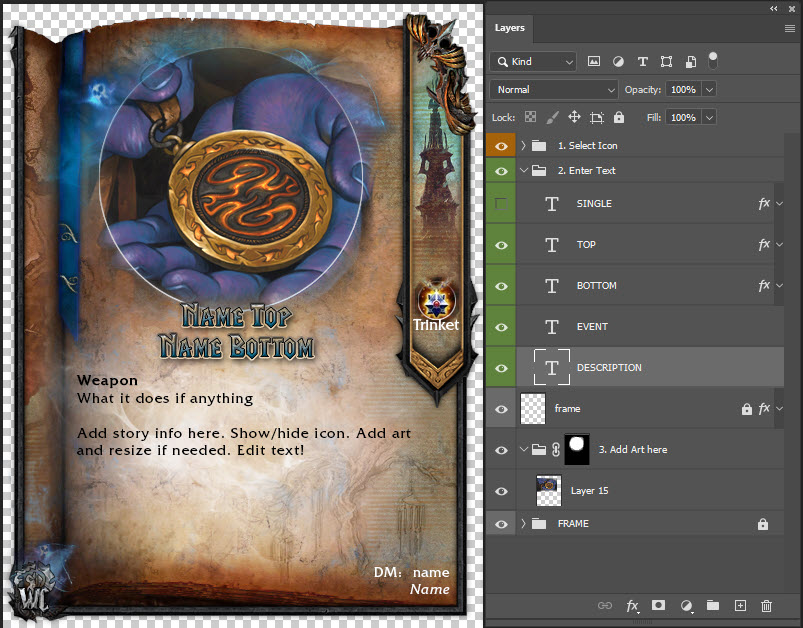 Name Top
Name Bottom
Trinket
Weapon
What it does if anything
Add story info here. Show/hide icon. Add art
and resize if needed. Edit text!
DM: name
Name
WC
Layers
Kind
Normal
Opacity: 100%
Lock:
Fill: 100%
1. Select Icon
2. Enter Text
T SINGLE fx
T TOP fx
T BOTTOM fx
T EVENT
T DESCRIPTION
frame fx
3. Add Art here
Layer 15
FRAME
fx